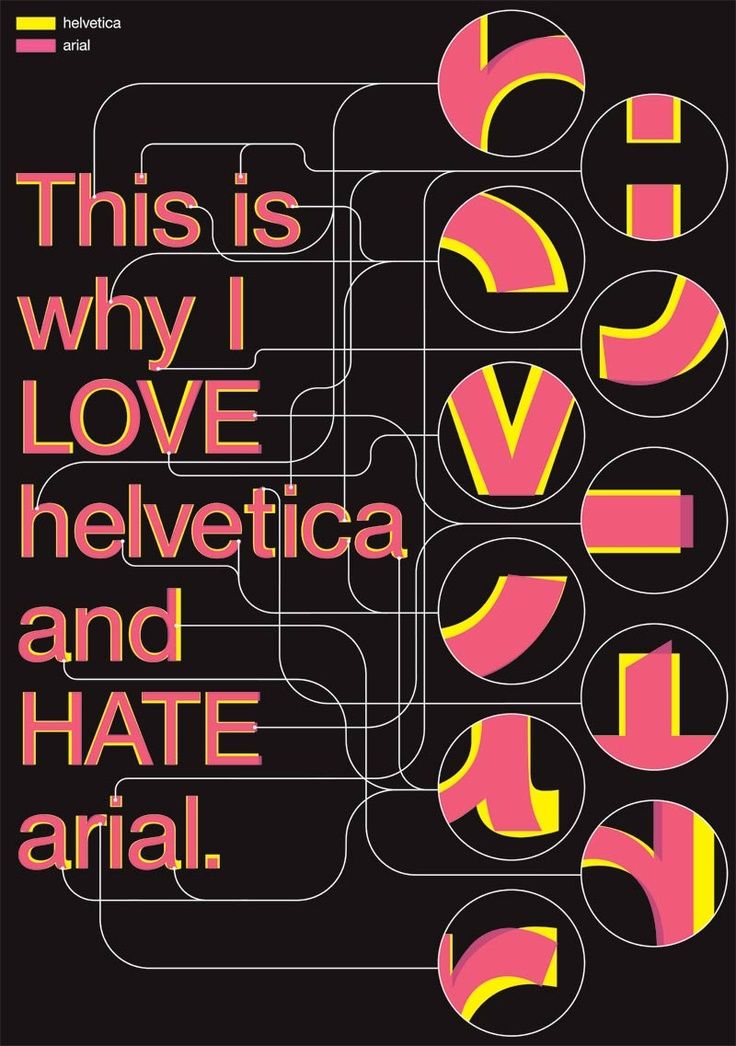 helvetica
arial
This is
why I
LOVE
helvetica
and
HATE
arial.